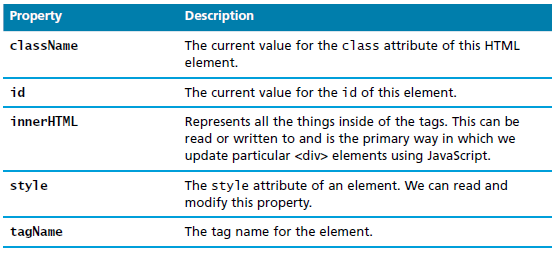 Property Description
className The current value for the class attribute of this HTML
element.
id The current value for the id of this element.
innerHTML Represents all the things inside of the tags. This can be
read or written to and is the primary way in which we
update particular <div> elements using JavaScript.
style The style attribute of an element. We can read and
modify this property.
tagName The tag name for the element.